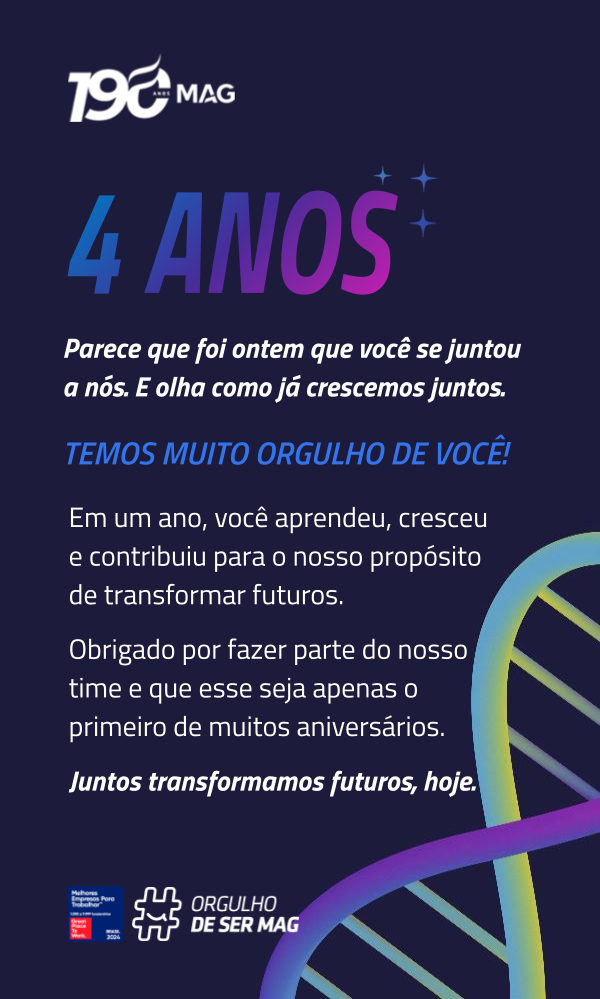 190 ANOS MAG
4 ANOS
Parece que foi ontem que você se juntou
a nós. E olha como já crescemos juntos.
TEMOS MUITO ORGULHO DE VOCÊ!
Em um ano, você aprendeu, cresceu
e contribuiu para o nosso propósito
de transformar futuros.
Obrigado por fazer parte do nosso
time e que esse seja apenas o
primeiro de muitos aniversários.
Juntos transformamos futuros, hoje.
Melhores
Empresas Para
Trabalhar
Great
Place
To
Work.
BRASIL
2024
ORGULHO
DE SER MAG